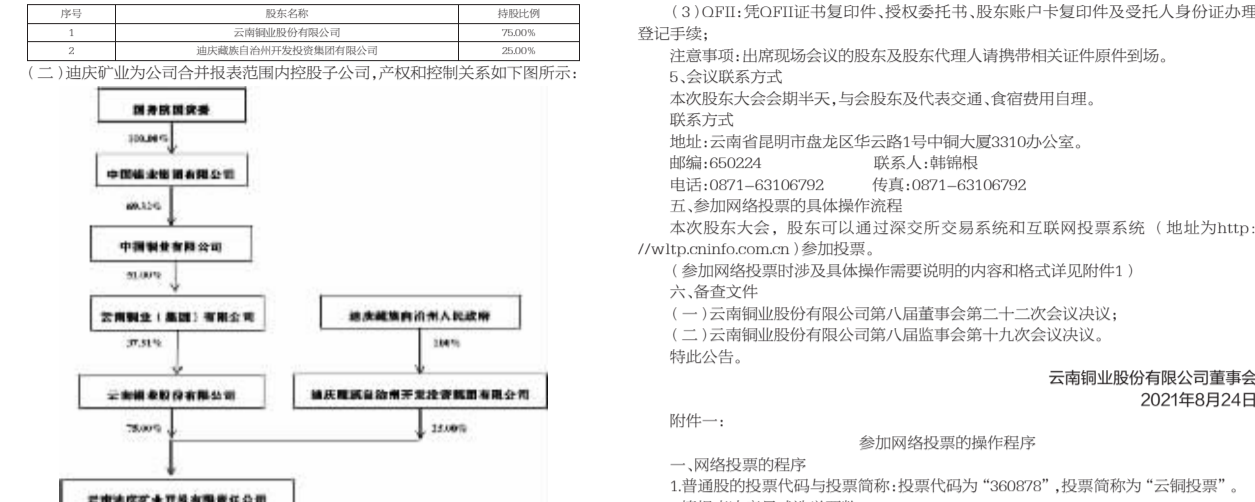 序号 股东名称 持股比例
1 云南铜业股份有限公司 75.00%
2 迪庆藏族自治州开发投资集团有限公司 25.00%
（二）迪庆矿业为公司合并报表范围内控股子公司，产权和控制关系如下图所示：
国务院国资委
100.00%
中国铝业集团有限公司
中国铜业有限公司
51.00%
云南铜业（集团）有限公司 迪庆藏族自治州人民政府
37.51% 100%
云南铜业股份有限公司 迪庆藏族自治州开发投资集团有限公司
75.00% 25.00%
云南迪庆矿业开发有限责任公司
（3）QFII：凭QFII证书复印件、授权委托书、股东账户卡复印件及受托人身份证办理
登记手续；
注意事项：出席现场会议的股东及股东代理人请携带相关证件原件到场。
5、会议联系方式
本次股东大会会期半天，与会股东及代表交通、食宿费用自理。
联系方式
地址：云南省昆明市盘龙区华云路1号中铜大厦3310办公室。
邮编：650224 联系人：韩锦根
电话：0871-63106792 传真：0871-63106792
五、参加网络投票的具体操作流程
本次股东大会，股东可以通过深交所交易系统和互联网投票系统（地址为http:
//wltp.cninfo.com.cn）参加投票。
（参加网络投票时涉及具体操作需要说明的内容和格式详见附件1）
六、备查文件
（一）云南铜业股份有限公司第八届董事会第二十二次会议决议；
（二）云南铜业股份有限公司第八届监事会第十九次会议决议。
特此公告。
云南铜业股份有限公司董事会
2021年8月24日
附件一：
参加网络投票的操作程序
一、网络投票的程序
1.普通股的投票代码与投票简称：投票代码为“360878”，投票简称为“云铜投票”。